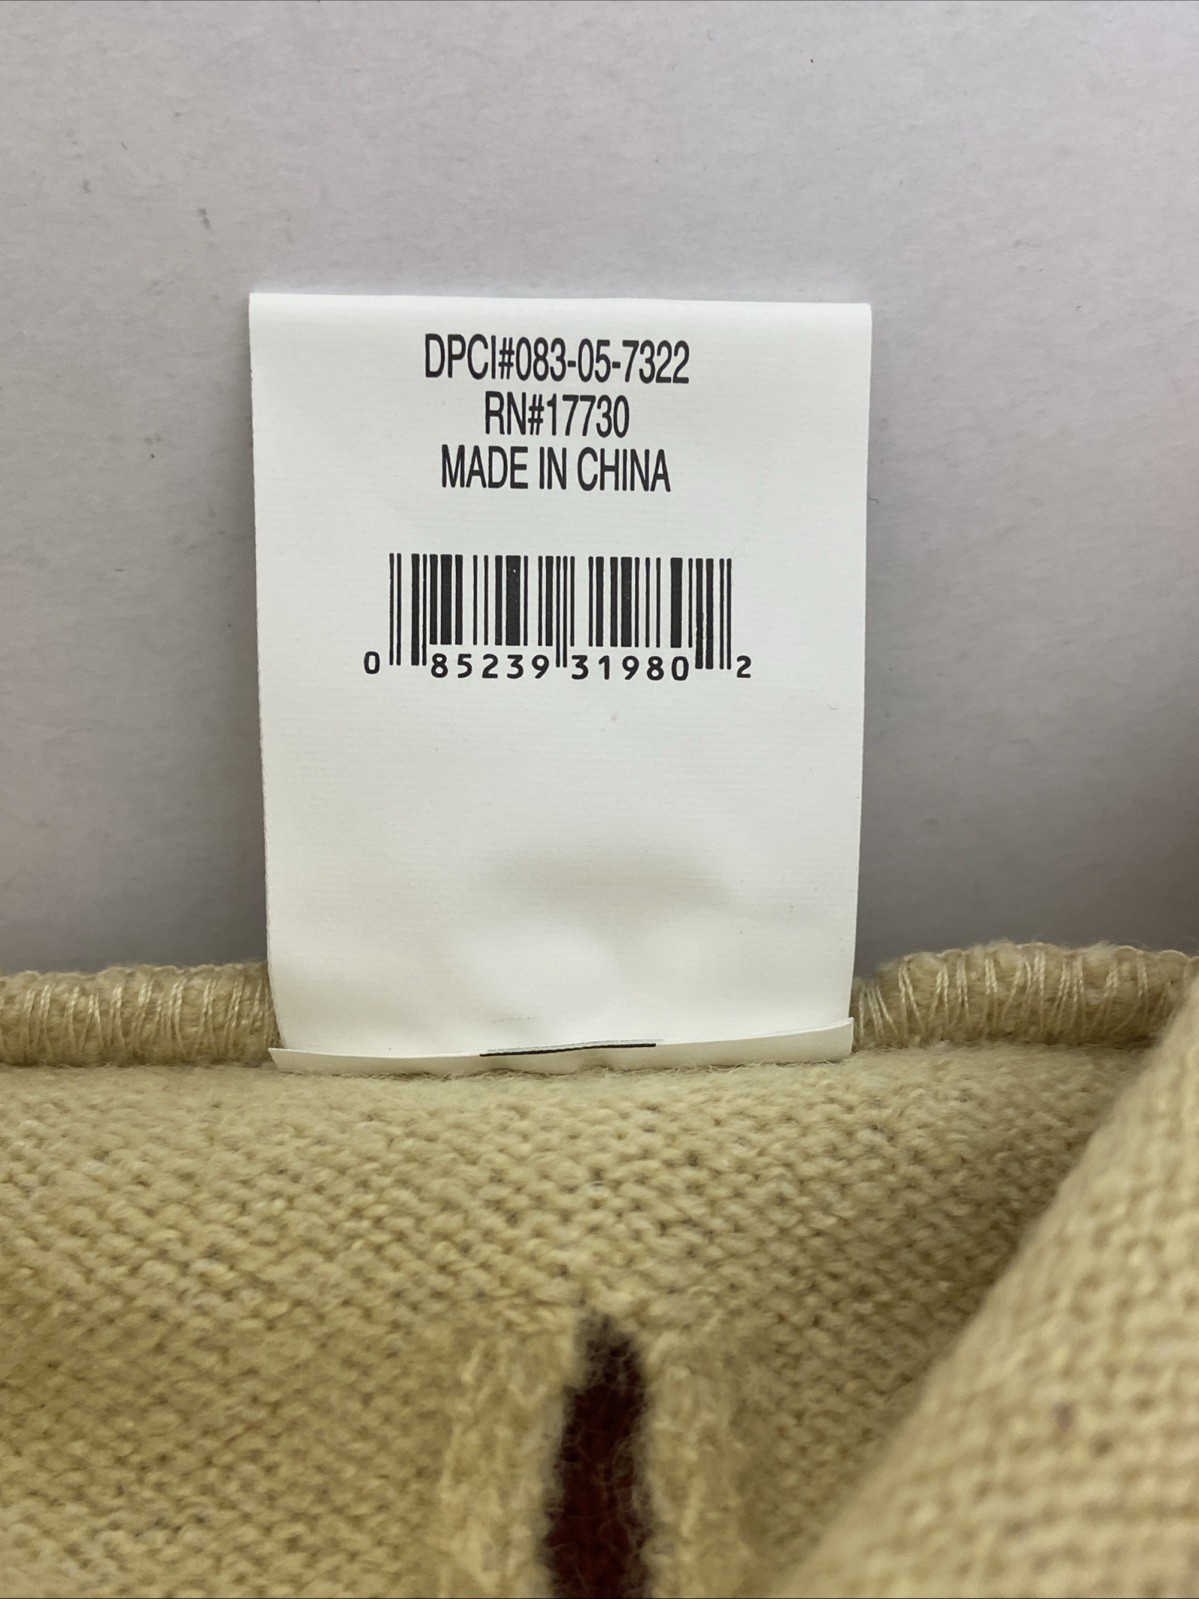 DPCI#083-05-7322
RN#17730
MADE IN CHINA
0 85239 31980 2